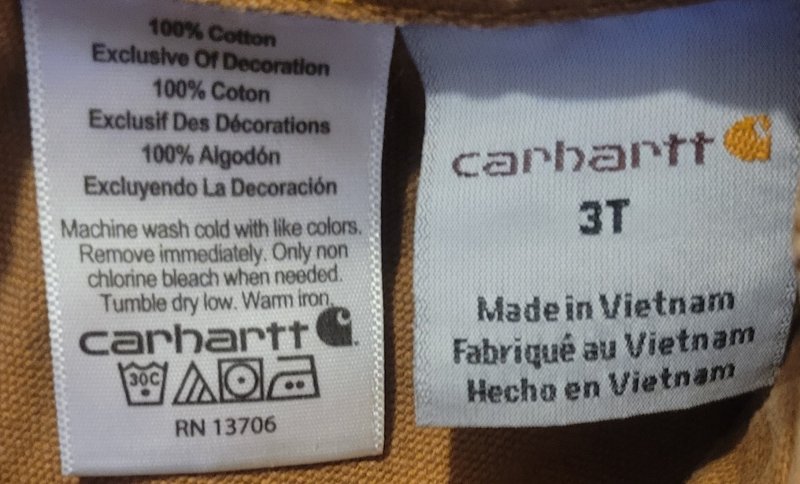 100% Cotton
Exclusive Of Decoration
100% Coton
Exclusif Des Décorations
100% Algodón
Excluyendo La Decoración
Machine wash cold with like colors.
Remove immediately. Only non
chlorine bleach when needed.
Tumble dry low. Warm iron.
carhartt
30C
RN 13706
carhartt
3T
Made in Vietnam
Fabriqué au Vietnam
Hecho en Vietnam